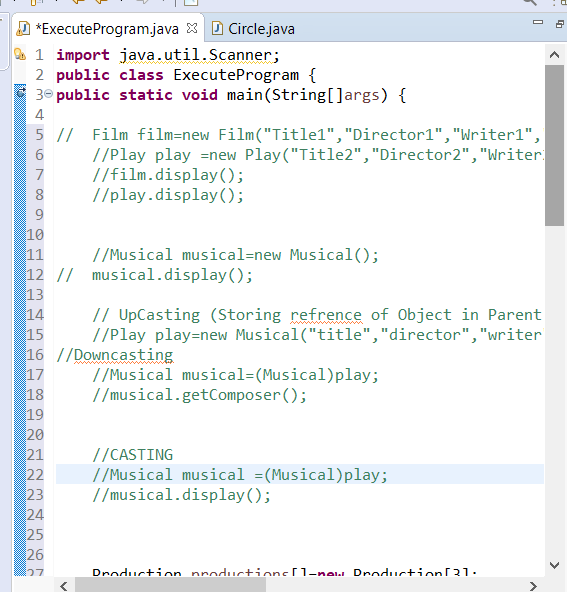 *ExecuteProgram.java Circle.java
1 import java.util.Scanner;
2 public class ExecuteProgram {
3 public static void main(String[]args) {
4
5 //  Film film=new Film("Title1","Director1","Writer1",
6 //Play play =new Play("Title2","Director2","Writer
7 //film.display();
8 //play.display();
9
10
11 //Musical musical=new Musical();
12 //  musical.display();
13
14 // UpCasting (Storing refrence of Object in Parent
15 //Play play=new Musical("title","director","writer
16 //Downcasting
17 //Musical musical=(Musical)play;
18 //musical.getComposer();
19
20
21 //CASTING
22 //Musical musical =(Musical)play;
23 //musical.display();
24
25
26
27 Production productions[]=new Production[3];